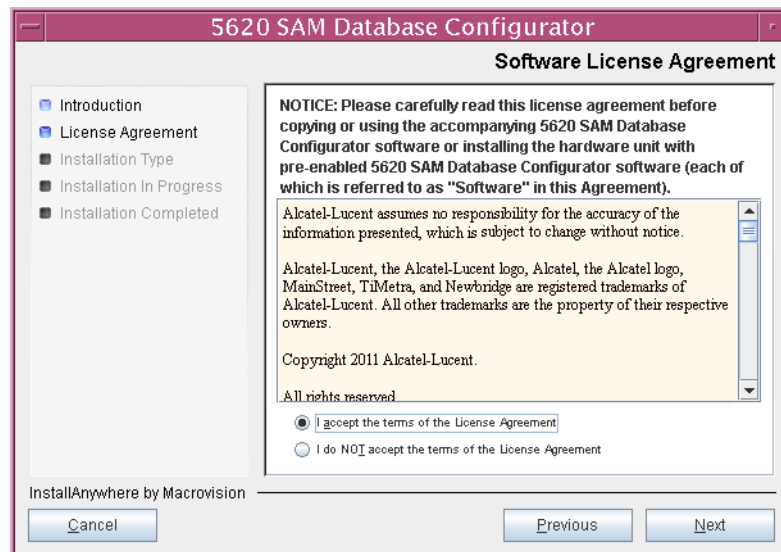 5620 SAM Database Configurator
Software License Agreement
Introduction
License Agreement
Installation Type
Installation In Progress
Installation Completed
NOTICE: Please carefully read this license agreement before
copying or using the accompanying 5620 SAM Database
Configurator software or installing the hardware unit with
pre-enabled 5620 SAM Database Configurator software (each of
which is referred to as "Software" in this Agreement).
Alcatel-Lucent assumes no responsibility for the accuracy of the
information presented, which is subject to change without notice.
Alcatel-Lucent, the Alcatel-Lucent logo, Alcatel, the Alcatel logo,
MainStreet, TiMetra, and Newbridge are registered trademarks of
Alcatel-Lucent. All other trademarks are the property of their respective
owners.
Copyright 2011 Alcatel-Lucent.
All rights reserved
I accept the terms of the License Agreement
I do NOT accept the terms of the License Agreement
InstallAnywhere by Macrovision
Cancel
Previous
Next